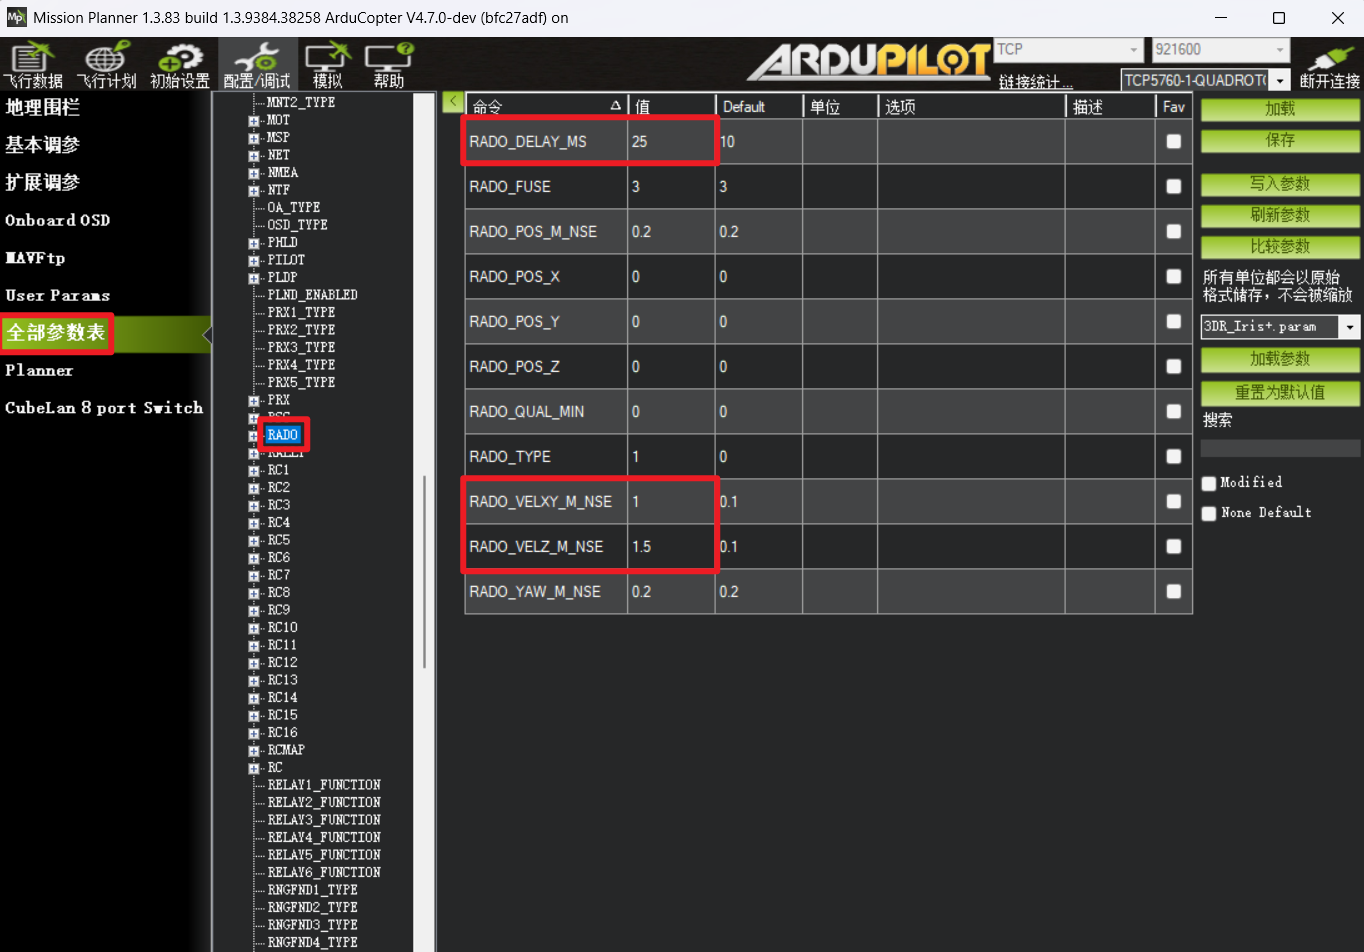 Mission Planner 1.3.83 build 1.3.9384.38258 ArduCopter V4.7.0-dev (bfc27adf) on
飞行数据 飞行计划 初始设置 配置/调试 模拟 帮助
ARDUPILOT
TCP
921600
链接统计...
TCP5760-1-QUADROTO
断开连接
地理围栏
基本调参
扩展调参
Onboard OSD
MAVFtp
User Params
全部参数表
Planner
CubeLan 8 port Switch
MNT2_TYPE
MOT
MSP
NET
NMEA
NTF
OA_TYPE
OSD_TYPE
PHLD
PILOT
PLDP
PLND_ENABLED
PRX1_TYPE
PRX2_TYPE
PRX3_TYPE
PRX4_TYPE
PRX5_TYPE
PRX
RADO
RALLY
RC1
RC2
RC3
RC4
RC5
RC6
RC7
RC8
RC9
RC10
RC11
RC12
RC13
RC14
RC15
RC16
RCMAP
RC
RELAY1_FUNCTION
RELAY2_FUNCTION
RELAY3_FUNCTION
RELAY4_FUNCTION
RELAY5_FUNCTION
RELAY6_FUNCTION
RNGFND1_TYPE
RNGFND2_TYPE
RNGFND3_TYPE
RNGFND4_TYPE
命令 值 Default 单位 选项 描述 Fav
RADO_DELAY_MS 25 10
RADO_FUSE 3 3
RADO_POS_M_NSE 0.2 0.2
RADO_POS_X 0 0
RADO_POS_Y 0 0
RADO_POS_Z 0 0
RADO_QUAL_MIN 0 0
RADO_TYPE 1 0
RADO_VELXY_M_NSE 1 0.1
RADO_VELZ_M_NSE 1.5 0.1
RADO_YAW_M_NSE 0.2 0.2
加载
保存
写入参数
刷新参数
比较参数
所有单位都会以原始
格式储存，不会被缩放
3DR_Iris+.param
加载参数
重置为默认值
搜索
Modified
None Default